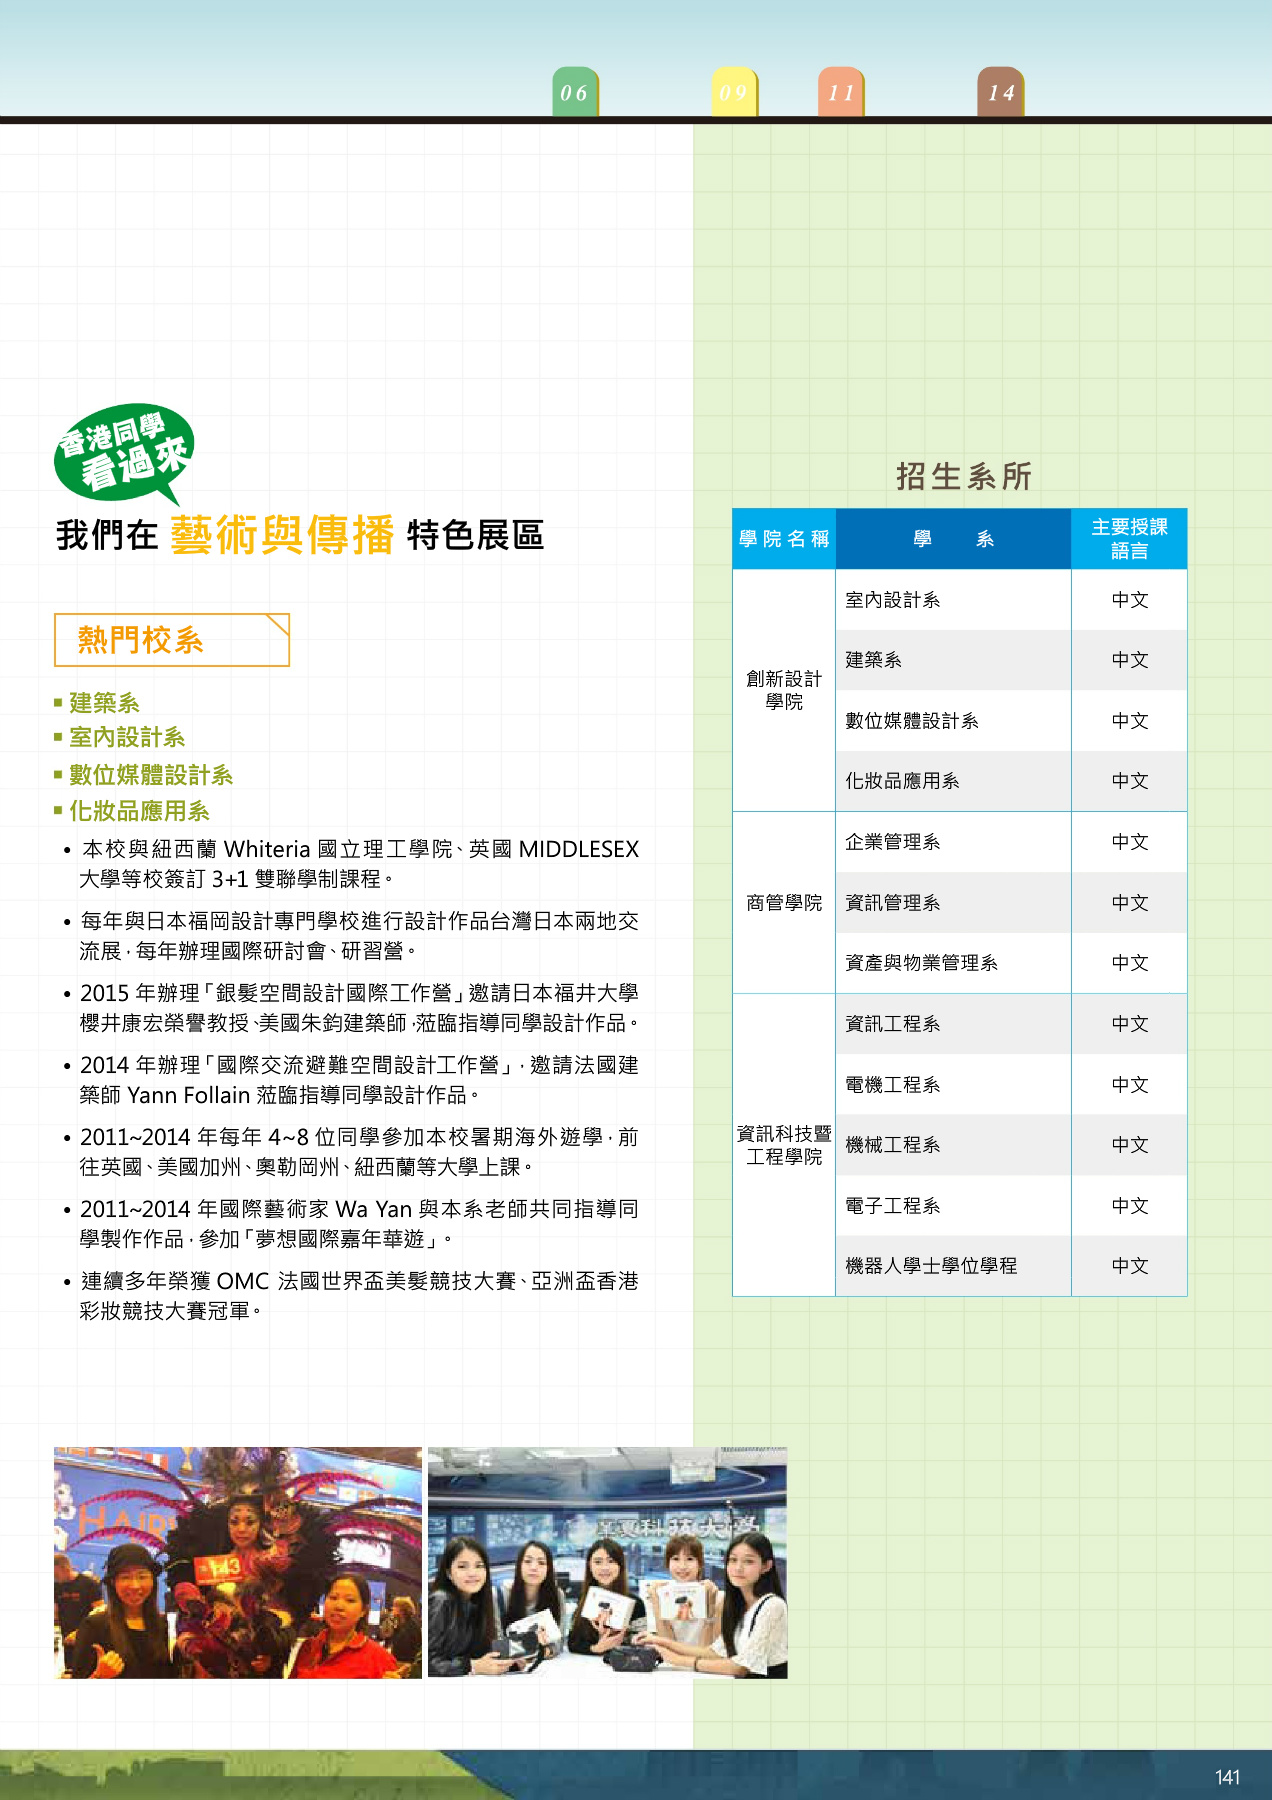 06
09
11
14
香港同學
看過來
我們在 藝術與傳播 特色展區
熱門校系
▪ 建築系
▪ 室內設計系
▪ 數位媒體設計系
▪ 化妝品應用系
• 本校與紐西蘭 Whiteria 國立理工學院、英國 MIDDLESEX
大學等校簽訂 3+1 雙聯學制課程。
• 每年與日本福岡設計專門學校進行設計作品台灣日本兩地交
流展，每年辦理國際研討會、研習營。
• 2015 年辦理「銀髮空間設計國際工作營」邀請日本福井大學
櫻井康宏榮譽教授、美國朱鈞建築師，蒞臨指導同學設計作品。
• 2014 年辦理「國際交流避難空間設計工作營」，邀請法國建
築師 Yann Follain 蒞臨指導同學設計作品。
• 2011~2014 年每年 4~8 位同學參加本校暑期海外遊學，前
往英國、美國加州、奧勒岡州、紐西蘭等大學上課。
• 2011~2014 年國際藝術家 Wa Yan 與本系老師共同指導同
學製作作品，參加「夢想國際嘉年華遊」。
• 連續多年榮獲 OMC 法國世界盃美髮競技大賽、亞洲盃香港
彩妝競技大賽冠軍。
招生系所
學院名稱 學 系 主要授課
語言
創新設計
學院
室內設計系 中文
建築系 中文
數位媒體設計系 中文
化妝品應用系 中文
商管學院
企業管理系 中文
資訊管理系 中文
資產與物業管理系 中文
資訊科技暨
工程學院
資訊工程系 中文
電機工程系 中文
機械工程系 中文
電子工程系 中文
機器人學士學位學程 中文
HAIR
143
華夏科技大學
141